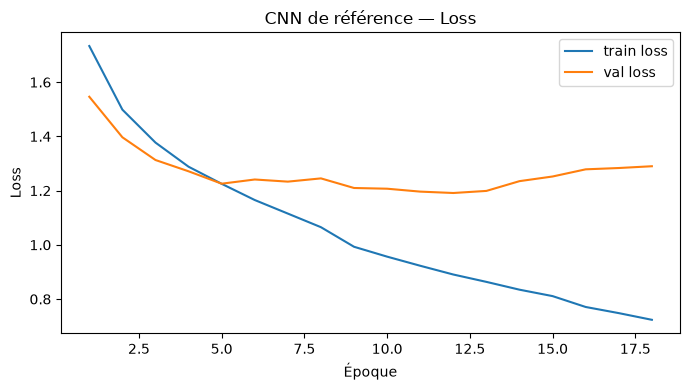 CNN de référence — Loss
train loss
val loss
Loss
1.6
1.4
1.2
1.0
0.8
2.5 5.0 7.5 10.0 12.5 15.0 17.5
Époque